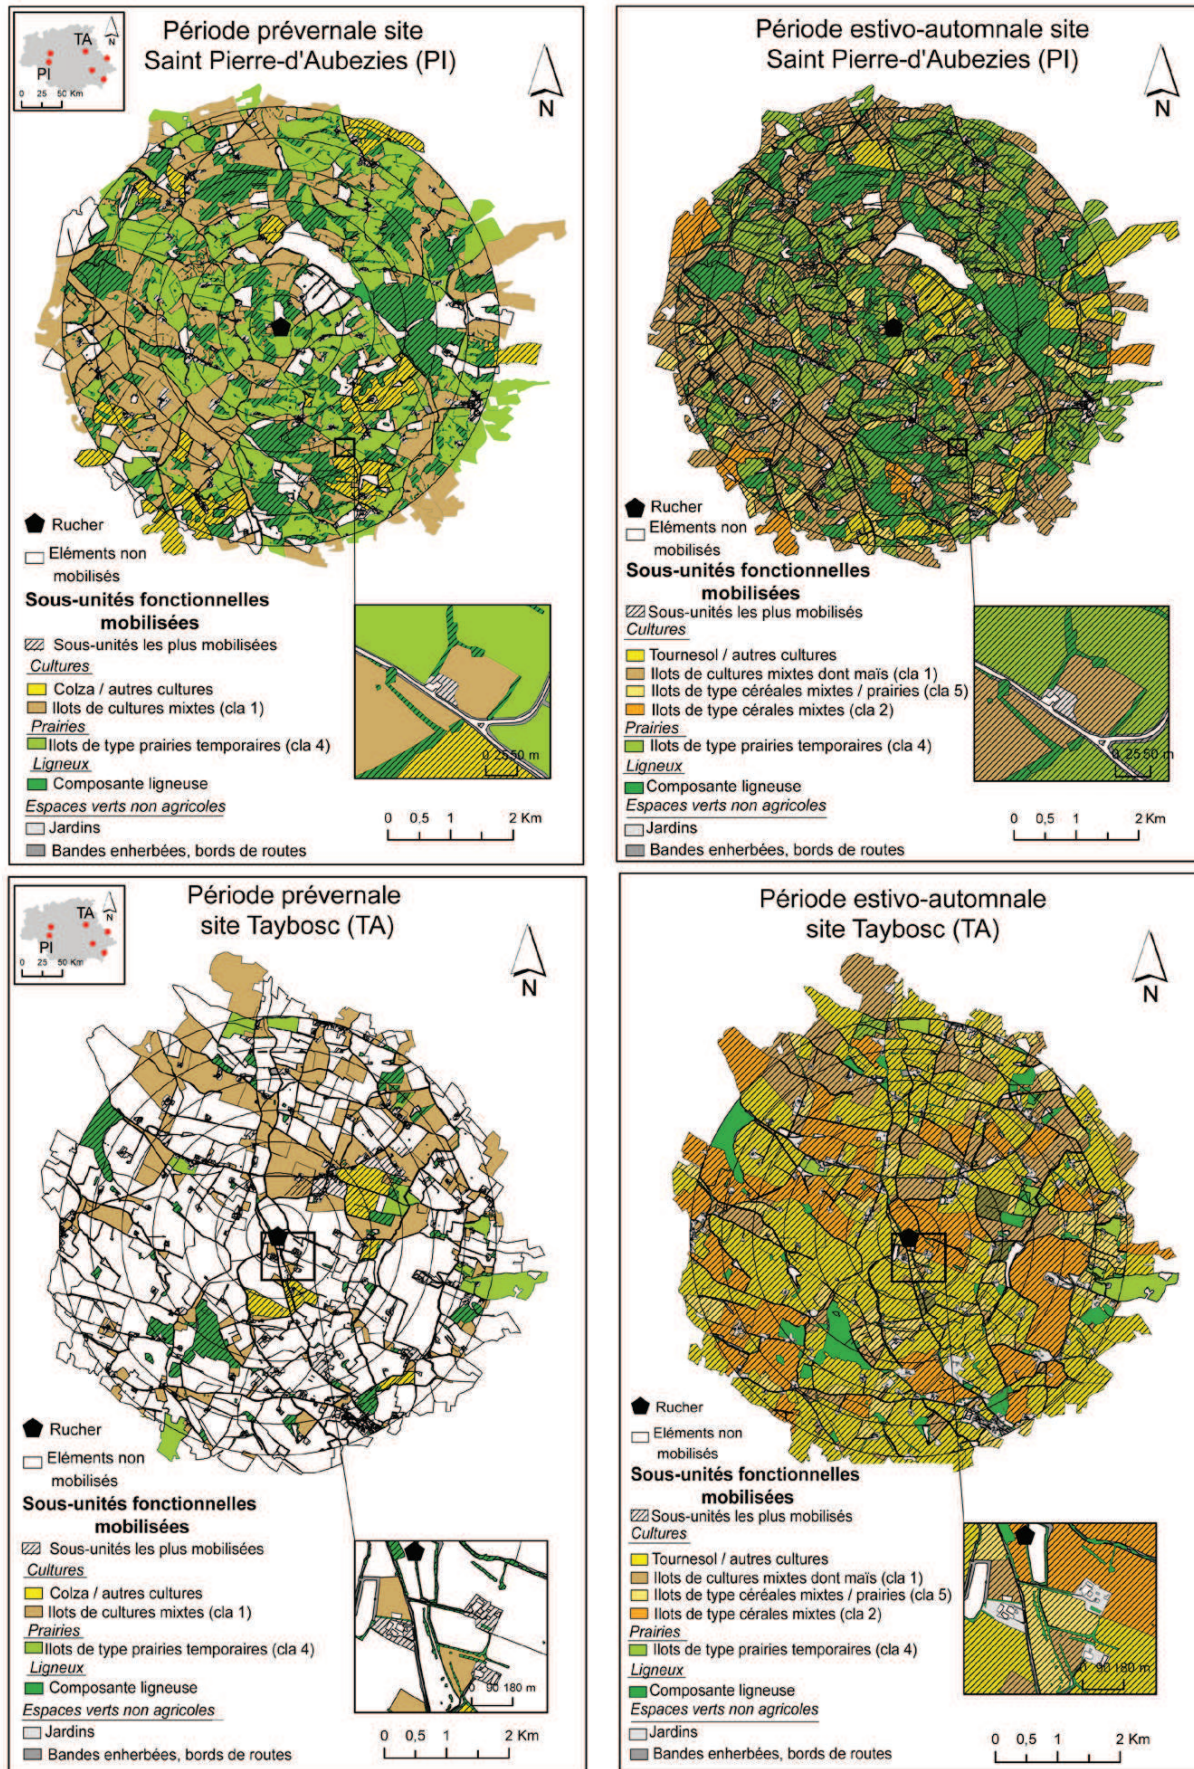 Période prévernale site
Saint Pierre-d'Aubezies (PI)
TA
N
PI
0 25 50 Km
N
Rucher
Eléments non
mobilisés
Sous-unités fonctionnelles
mobilisées
Sous-unités les plus mobilisées
Cultures
Colza / autres cultures
Ilots de cultures mixtes (cla 1)
Prairies
Ilots de type prairies temporaires (cla 4)
Ligneux
Composante ligneuse
Espaces verts non agricoles
Jardins
Bandes enherbées, bords de routes
0 2550 m
0 0,5 1 2 Km
Période estivo-automnale site
Saint Pierre-d'Aubezies (PI)
N
Rucher
Eléments non
mobilisés
Sous-unités fonctionnelles
mobilisées
Sous-unités les plus mobilisés
Cultures
Tournesol / autres cultures
Ilots de cultures mixtes dont maïs (cla 1)
Ilots de type céréales mixtes / prairies (cla 5)
Ilots de type cérales mixtes (cla 2)
Prairies
Ilots de type prairies temporaires (cla 4)
Ligneux
Composante ligneuse
Espaces verts non agricoles
Jardins
Bandes enherbées, bords de routes
0 2550 m
0 0,5 1 2 Km
Période prévernale
site Taybosc (TA)
TA
N
PI
0 25 50 Km
N
Rucher
Eléments non
mobilisés
Sous-unités fonctionnelles
mobilisées
Sous-unités les plus mobilisées
Cultures
Colza / autres cultures
Ilots de cultures mixtes (cla 1)
Prairies
Ilots de type prairies temporaires (cla 4)
Ligneux
Composante ligneuse
Espaces verts non agricoles
Jardins
Bandes enherbées, bords de routes
0 90 180 m
0 0,5 1 2 Km
Période estivo-automnale
site Taybosc (TA)
N
Rucher
Eléments non
mobilisés
Sous-unités fonctionnelles
mobilisées
Sous-unités les plus mobilisés
Cultures
Tournesol / autres cultures
Ilots de cultures mixtes dont maïs (cla 1)
Ilots de type céréales mixtes / prairies (cla 5)
Ilots de type cérales mixtes (cla 2)
Prairies
Ilots de type prairies temporaires (cla 4)
Ligneux
Composante ligneuse
Espaces verts non agricoles
Jardins
Bandes enherbées, bords de routes
0 90 180 m
0 0,5 1 2 Km